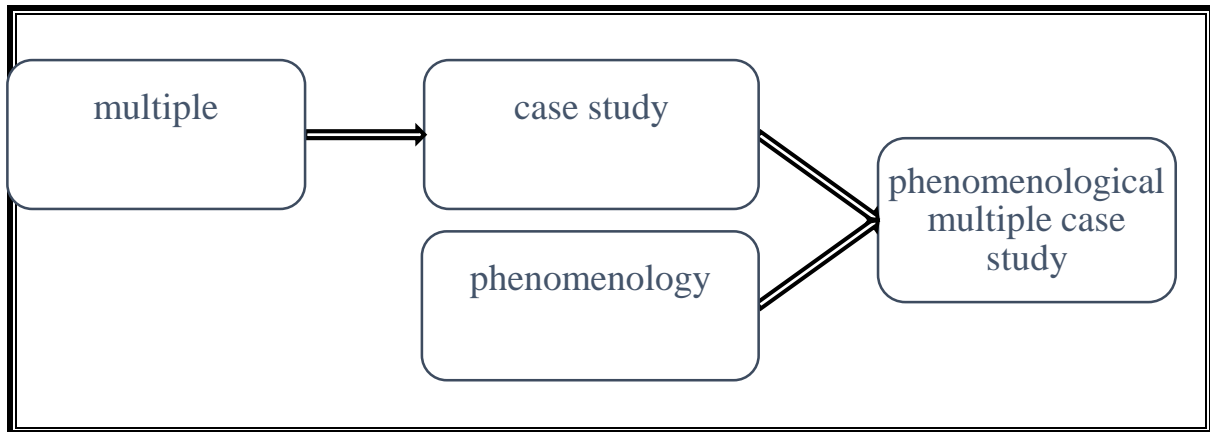 multiple
case study
phenomenology
phenomenological
multiple case
study